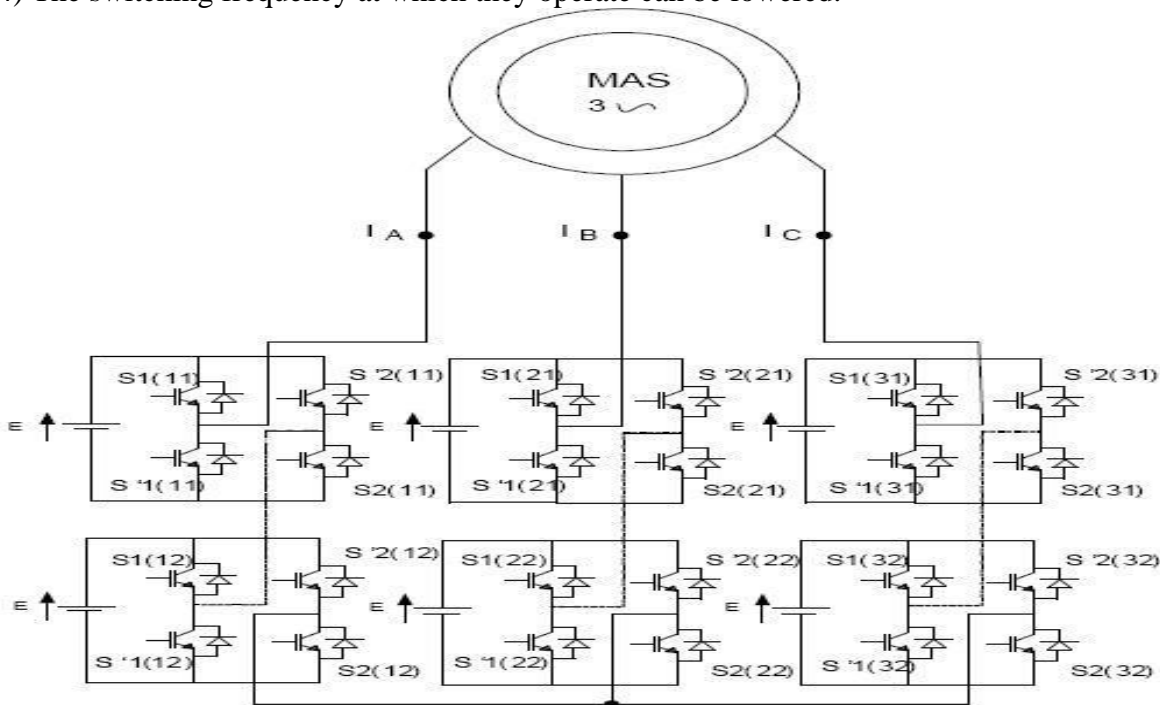 .) The switching frequency at which they operate can be lowered.
MAS
3
I A I B I C
S1(11) S'2(11) S1(21) S'2(21) S1(31) S'2(31)
E E E
S'1(11) S2(11) S'1(21) S2(21) S'1(31) S2(31)
S1(12) S'2(12) S1(22) S'2(22) S1(32) S'2(32)
E E E
S'1(12) S2(12) S'1(22) S2(22) S'1(32) S2(32)